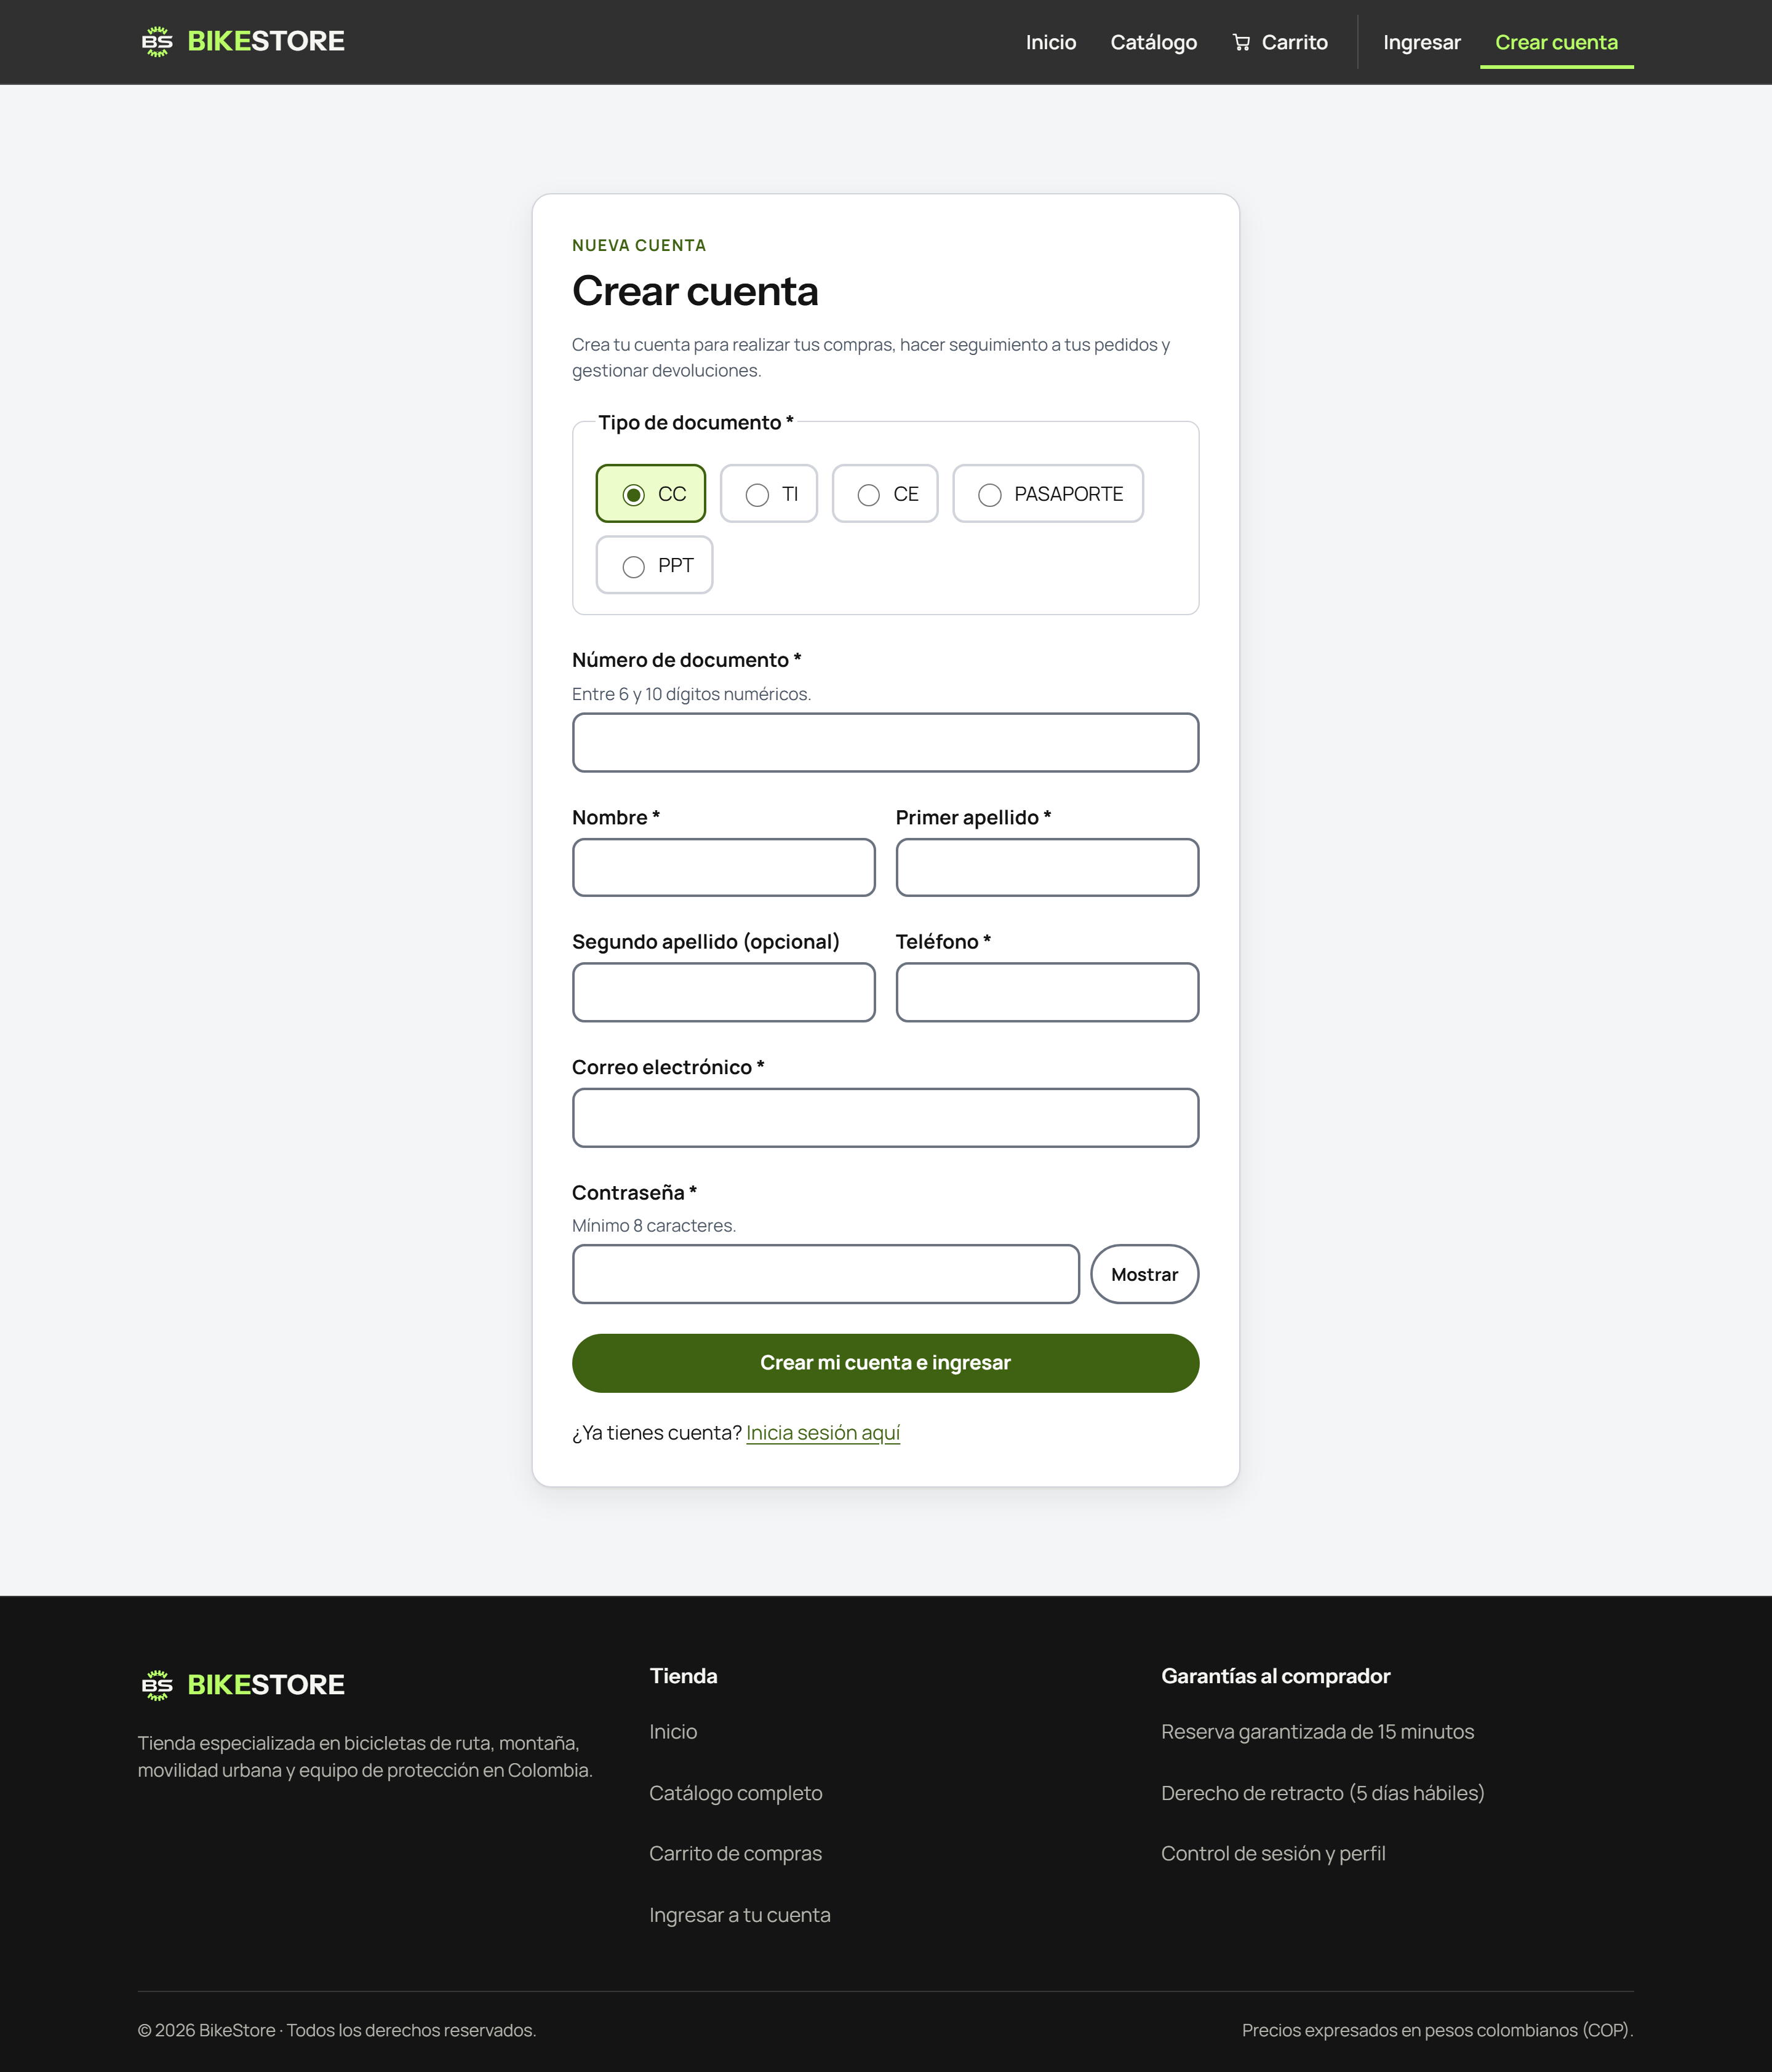 BS BIKESTORE
Inicio Catálogo Carrito Ingresar Crear cuenta
NUEVA CUENTA
Crear cuenta
Crea tu cuenta para realizar tus compras, hacer seguimiento a tus pedidos y
gestionar devoluciones.
Tipo de documento *
CC TI CE PASAPORTE
PPT
Número de documento *
Entre 6 y 10 dígitos numéricos.
Nombre * Primer apellido *
Segundo apellido (opcional) Teléfono *
Correo electrónico *
Contraseña *
Mínimo 8 caracteres.
Mostrar
Crear mi cuenta e ingresar
¿Ya tienes cuenta? Inicia sesión aquí
BS BIKESTORE
Tienda especializada en bicicletas de ruta, montaña,
movilidad urbana y equipo de protección en Colombia.
Tienda
Inicio
Catálogo completo
Carrito de compras
Ingresar a tu cuenta
Garantías al comprador
Reserva garantizada de 15 minutos
Derecho de retracto (5 días hábiles)
Control de sesión y perfil
© 2026 BikeStore · Todos los derechos reservados.
Precios expresados en pesos colombianos (COP).